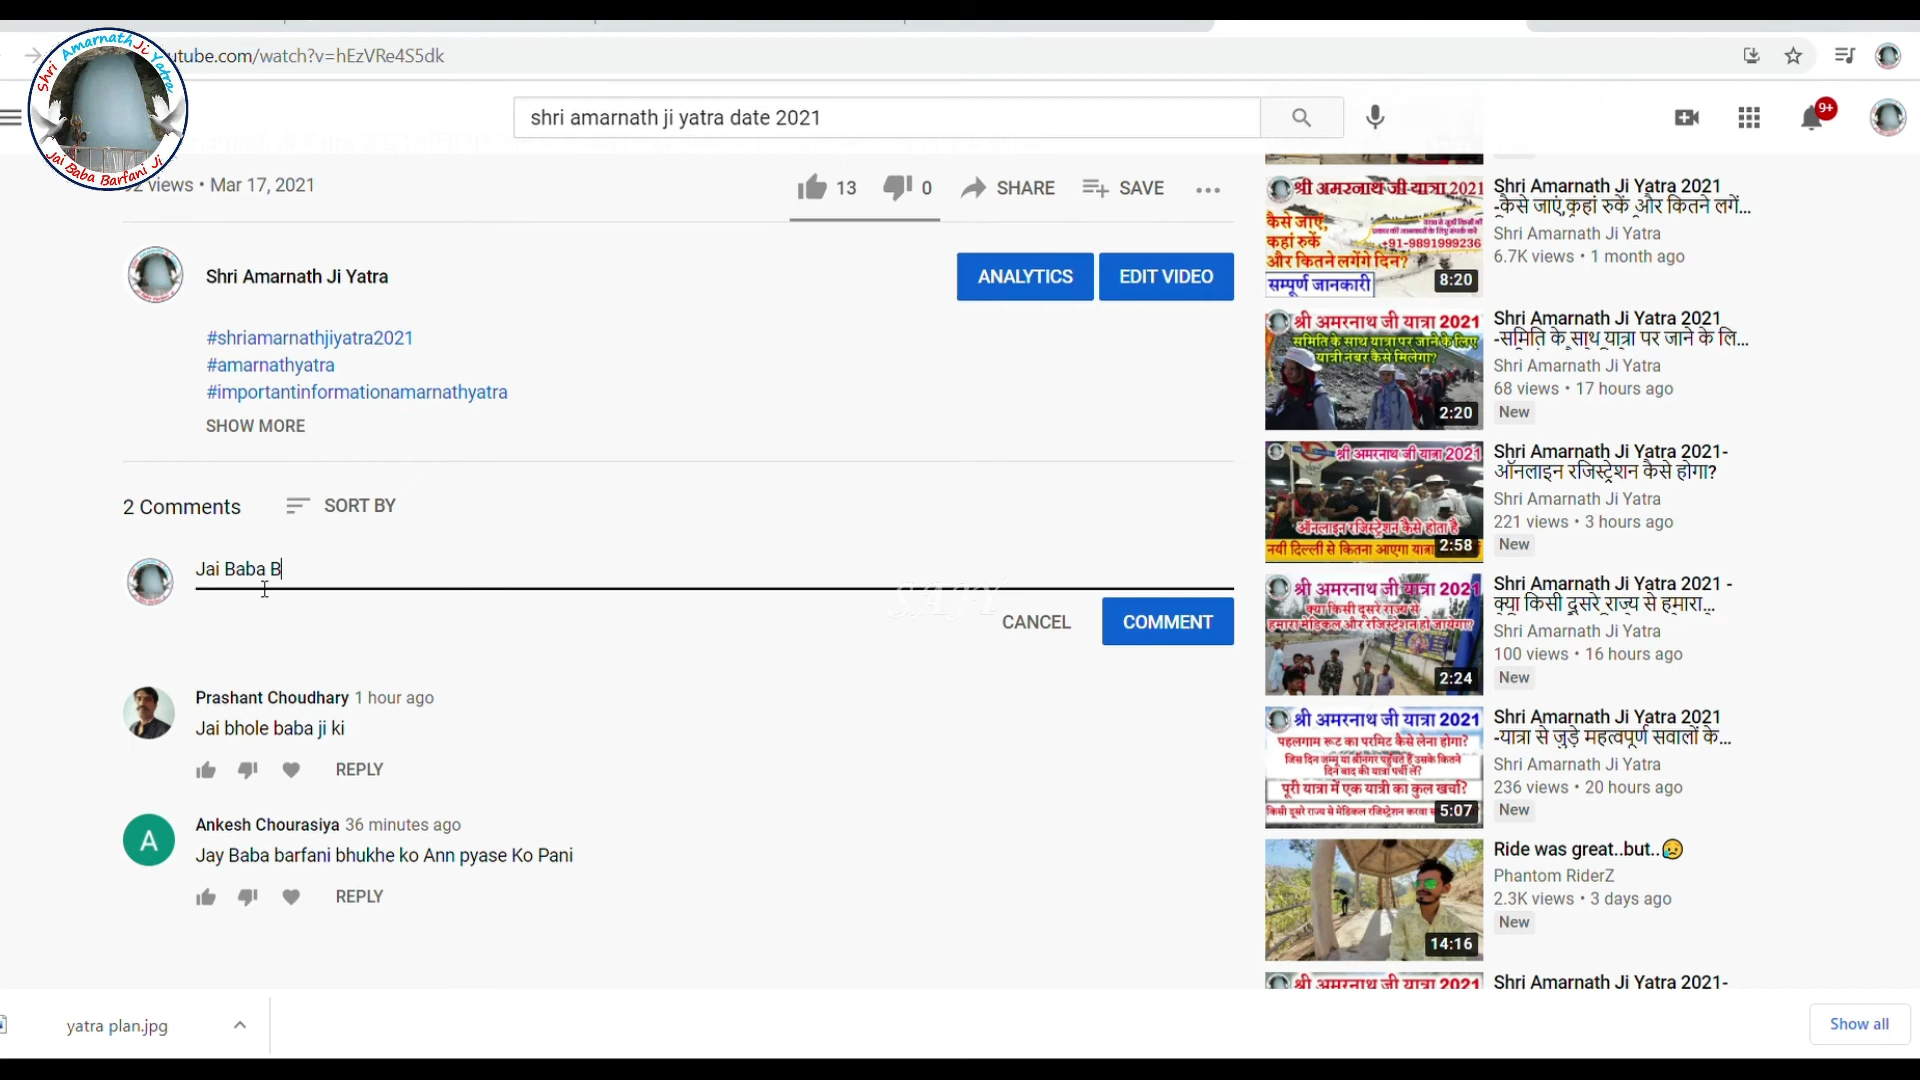 Shri AmarnathJi Yatra
Jai Baba Barfani Ji
utube.com/watch?v=hEzVRe4S5dk
shri amarnath ji yatra date 2021
9+
views • Mar 17, 2021
13
0
SHARE
SAVE
Shri Amarnath Ji Yatra
ANALYTICS
EDIT VIDEO
#shriamarnathjiyatra2021
#amarnathyatra
#importantinformationamarnathyatra
SHOW MORE
2 Comments
SORT BY
Jai Baba B
CANCEL
COMMENT
Prashant Choudhary 1 hour ago
Jai bhole baba ji ki
REPLY
A
Ankesh Chourasiya 36 minutes ago
Jay Baba barfani bhukhe ko Ann pyase Ko Pani
REPLY
श्री अमरनाथ जी यात्रा 2021
कैसे जाएं,
कहां रुकें
+91-9891999236
और कितने लगेंगे दिन?
सम्पूर्ण जानकारी
8:20
Shri Amarnath Ji Yatra 2021
-कैसे जाएं,कहां रुकें और कितने लगें...
Shri Amarnath Ji Yatra
6.7K views • 1 month ago
श्री अमरनाथ जी यात्रा 2021
समिति के साथ यात्रा पर जाने के लिए
यात्री नंबर कैसे मिलेगा?
2:20
Shri Amarnath Ji Yatra 2021
-समिति के साथ यात्रा पर जाने के लि...
Shri Amarnath Ji Yatra
68 views • 17 hours ago
New
श्री अमरनाथ जी यात्रा 2021
ऑनलाइन रजिस्ट्रेशन कैसे होता है
नयी दिल्ली से कितना आएगा यात्रा
2:58
Shri Amarnath Ji Yatra 2021-
ऑनलाइन रजिस्ट्रेशन कैसे होगा?
Shri Amarnath Ji Yatra
221 views • 3 hours ago
New
श्री अमरनाथ जी यात्रा 2021
क्या किसी दूसरे राज्य से
हमारा मेडिकल और रजिस्ट्रेशन हो जायेगा?
2:24
Shri Amarnath Ji Yatra 2021 -
क्या किसी दूसरे राज्य से हमारा...
Shri Amarnath Ji Yatra
100 views • 16 hours ago
New
श्री अमरनाथ जी यात्रा 2021
पहलगाम रूट का परमिट कैसे लेना होगा?
जिस दिन जम्मू या श्रीनगर पहुंचते हैं उसके कितने
दिन बाद की यात्रा पर्ची लें?
पूरी यात्रा में एक यात्री का कुल खर्चा?
किसी दूसरे राज्य से मेडिकल रजिस्ट्रेशन करवा
5:07
Shri Amarnath Ji Yatra 2021
-यात्रा से जुड़े महत्वपूर्ण सवालों के...
Shri Amarnath Ji Yatra
236 views • 20 hours ago
New
14:16
Ride was great..but..😥
Phantom RiderZ
2.3K views • 3 days ago
New
श्री अमरनाथ जी यात्रा 2021
Shri Amarnath Ji Yatra 2021-
yatra plan.jpg
Show all